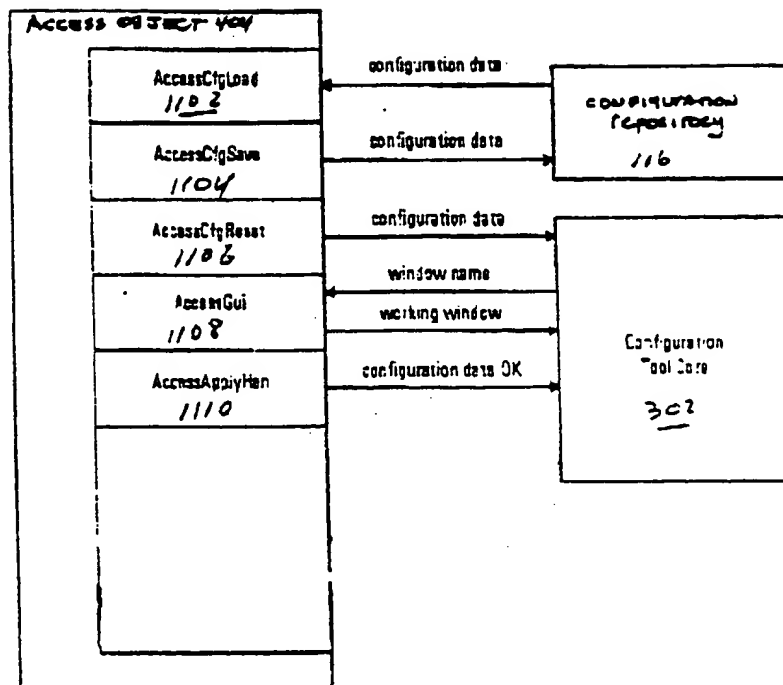 ACCESS OBJECT 404
AccessCfgLoad
1102
AccessCfgSave
1104
AccessCfgReset
1106
AccessGui
1108
AccessApplyHan
1110
configuration data
configuration data
configuration data
window name
working window
configuration data OK
CONFIGURATION
REPOSITORY
116
Configuration
Tool Core
302